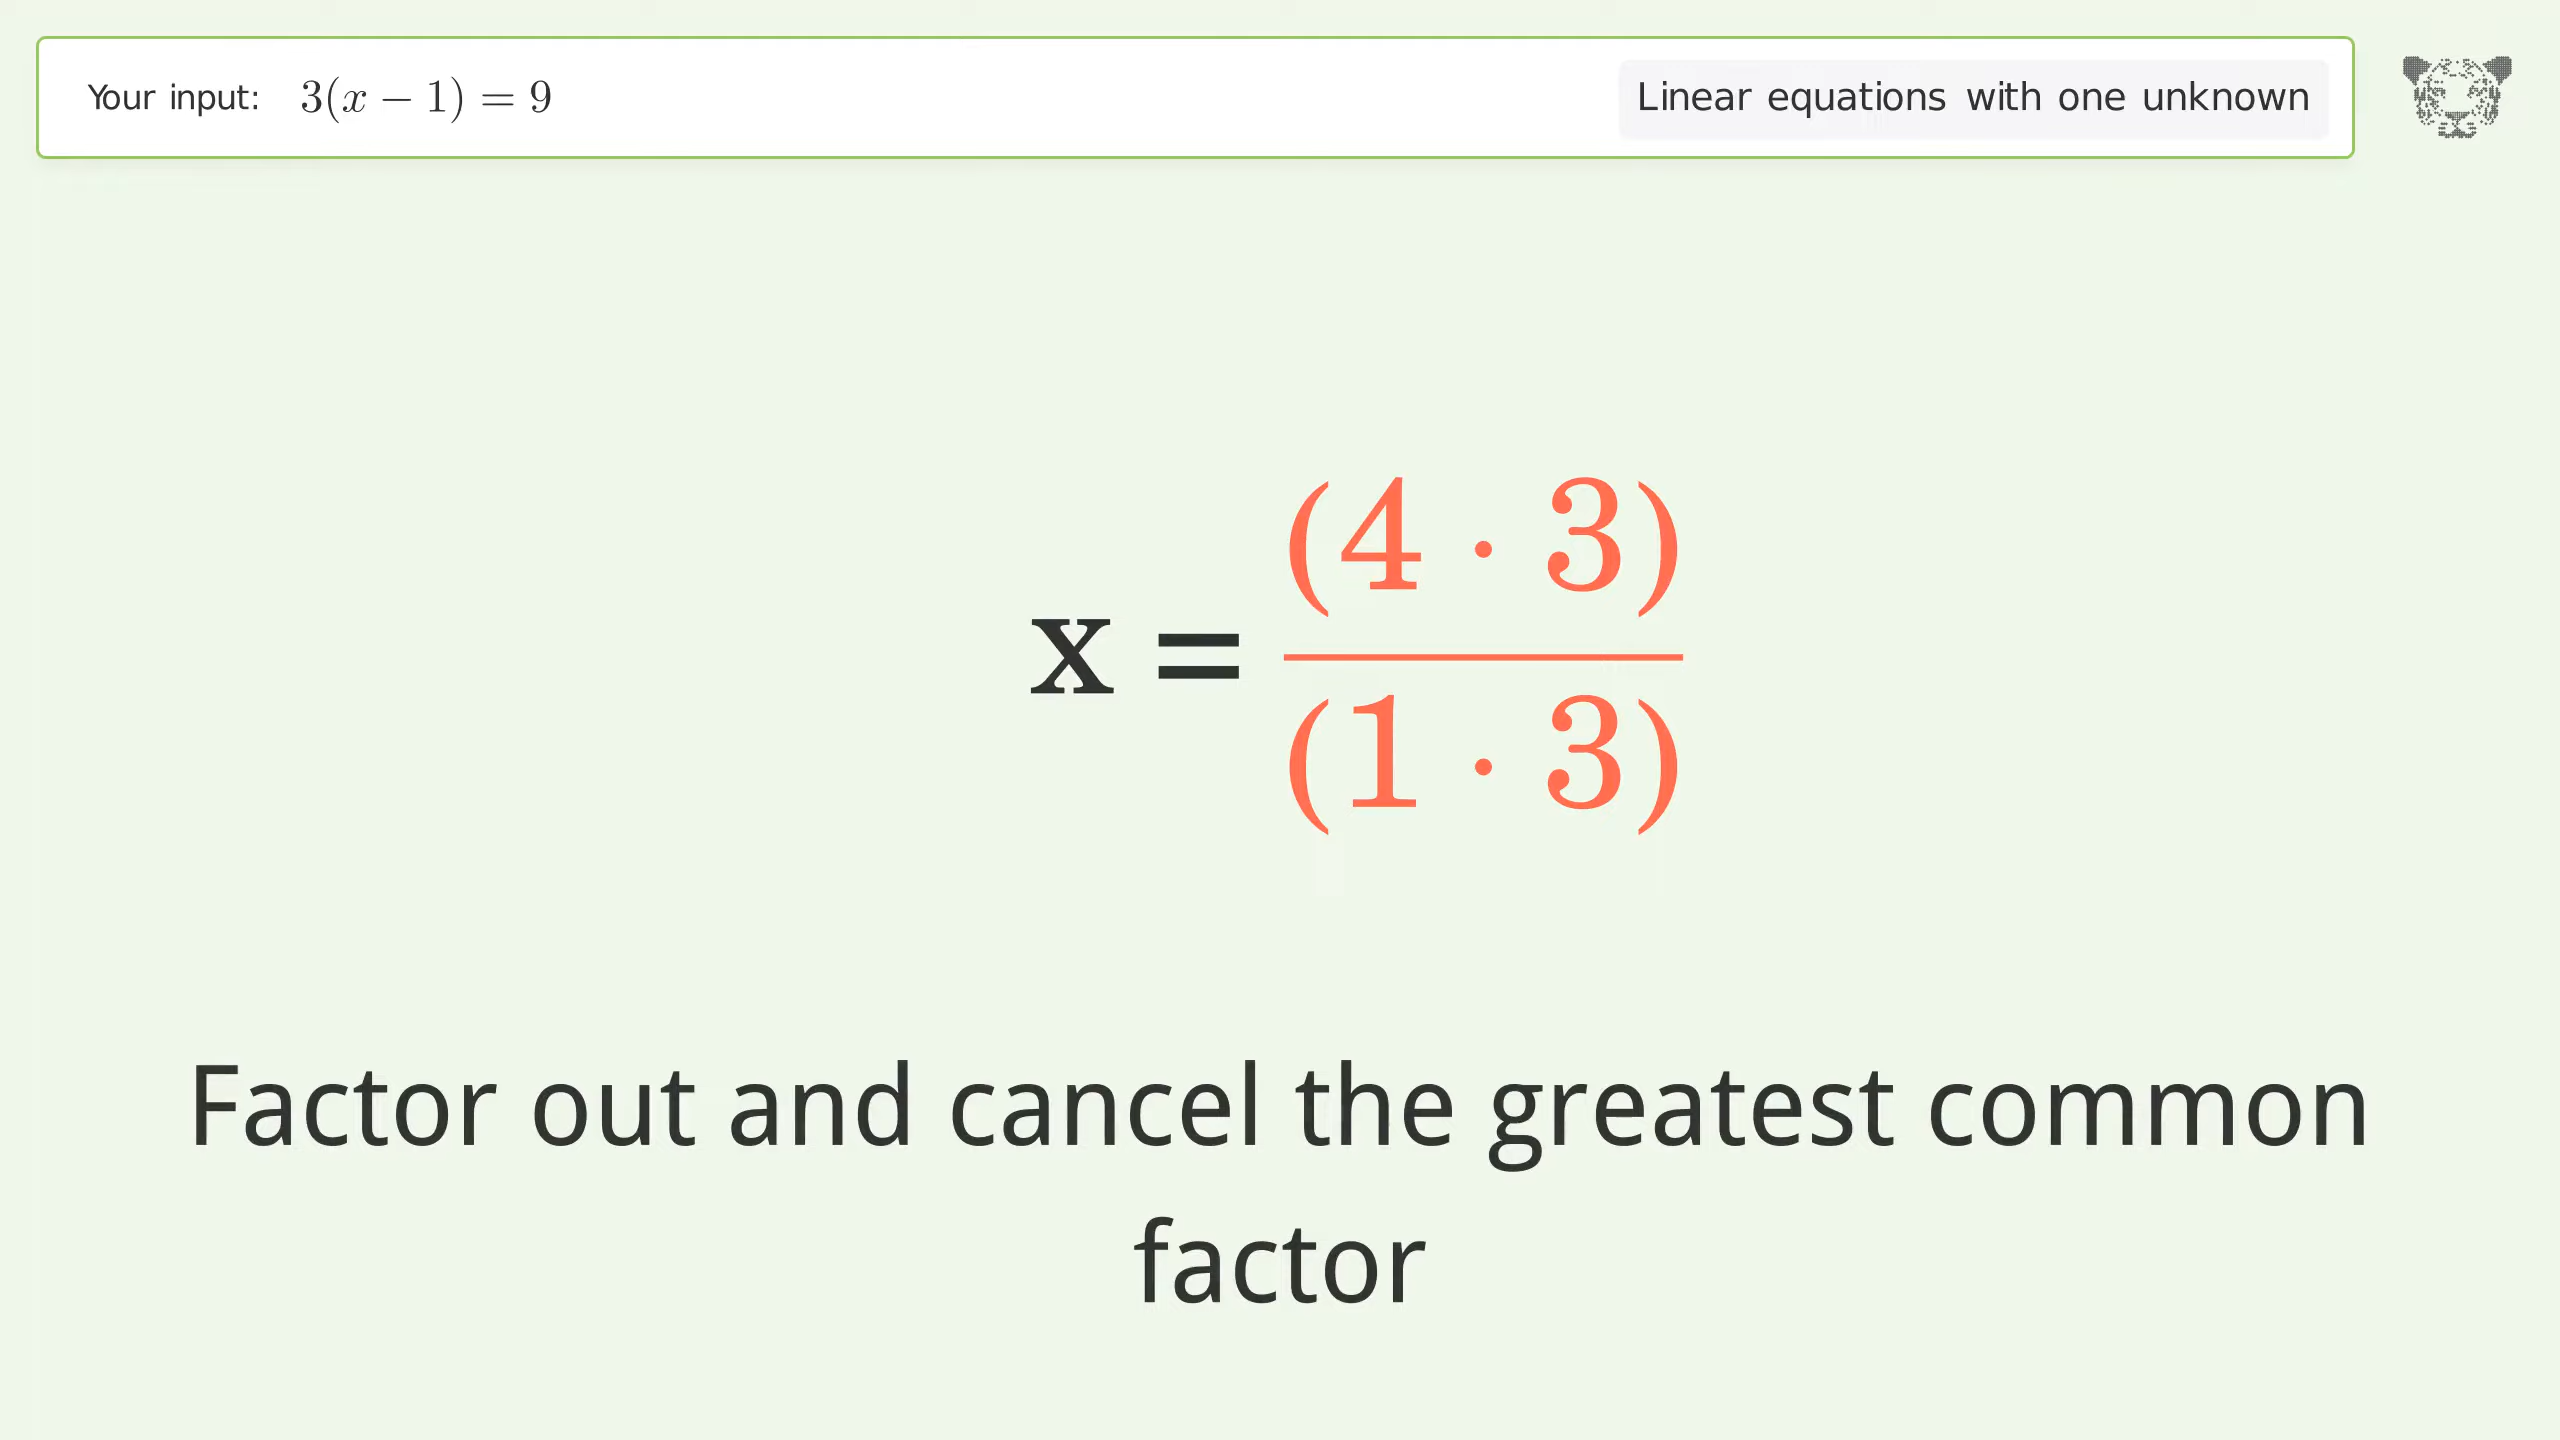 Your input: 3(x − 1) = 9
Linear equations with one unknown
x = (4 · 3) / (1 · 3)
Factor out and cancel the greatest common
factor